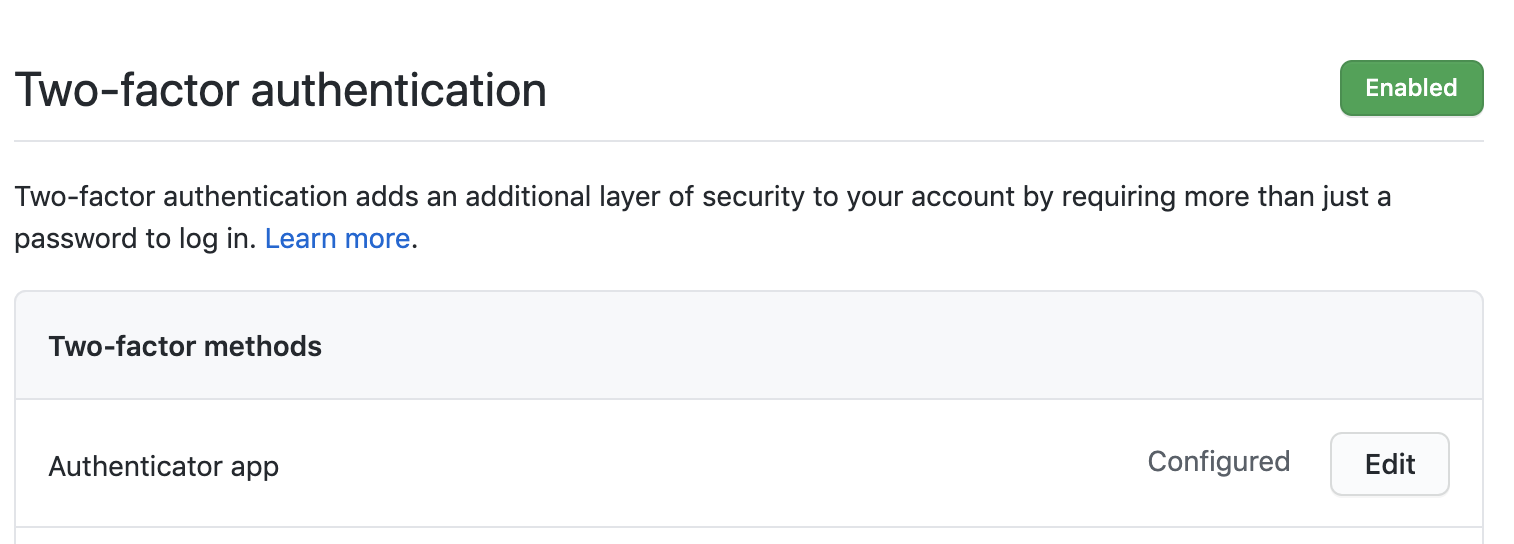 Two-factor authentication
Enabled
Two-factor authentication adds an additional layer of security to your account by requiring more than just a
password to log in. Learn more.
Two-factor methods
Authenticator app
Configured
Edit